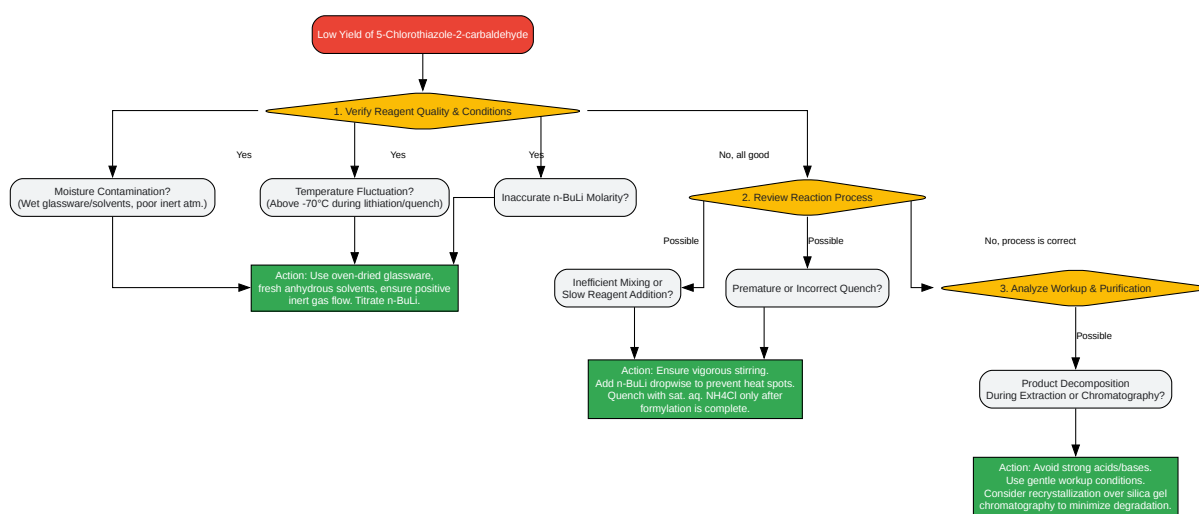 Low Yield of 5-Chlorothiazole-2-carbaldehyde
1. Verify Reagent Quality & Conditions
Yes
Yes
Yes
No, all good
Moisture Contamination?
(Wet glassware/solvents, poor inert atm.)
Temperature Fluctuation?
(Above -70°C during lithiation/quench)
Inaccurate n-BuLi Molarity?
2. Review Reaction Process
Possible
Possible
No, process is correct
Action: Use oven-dried glassware,
fresh anhydrous solvents, ensure positive
inert gas flow. Titrate n-BuLi.
Inefficient Mixing or
Slow Reagent Addition?
Premature or Incorrect Quench?
3. Analyze Workup & Purification
Possible
Action: Ensure vigorous stirring.
Add n-BuLi dropwise to prevent heat spots.
Quench with sat. aq. NH4Cl only after
formylation is complete.
Product Decomposition
During Extraction or Chromatography?
Action: Avoid strong acids/bases.
Use gentle workup conditions.
Consider recrystallization over silica gel
chromatography to minimize degradation.